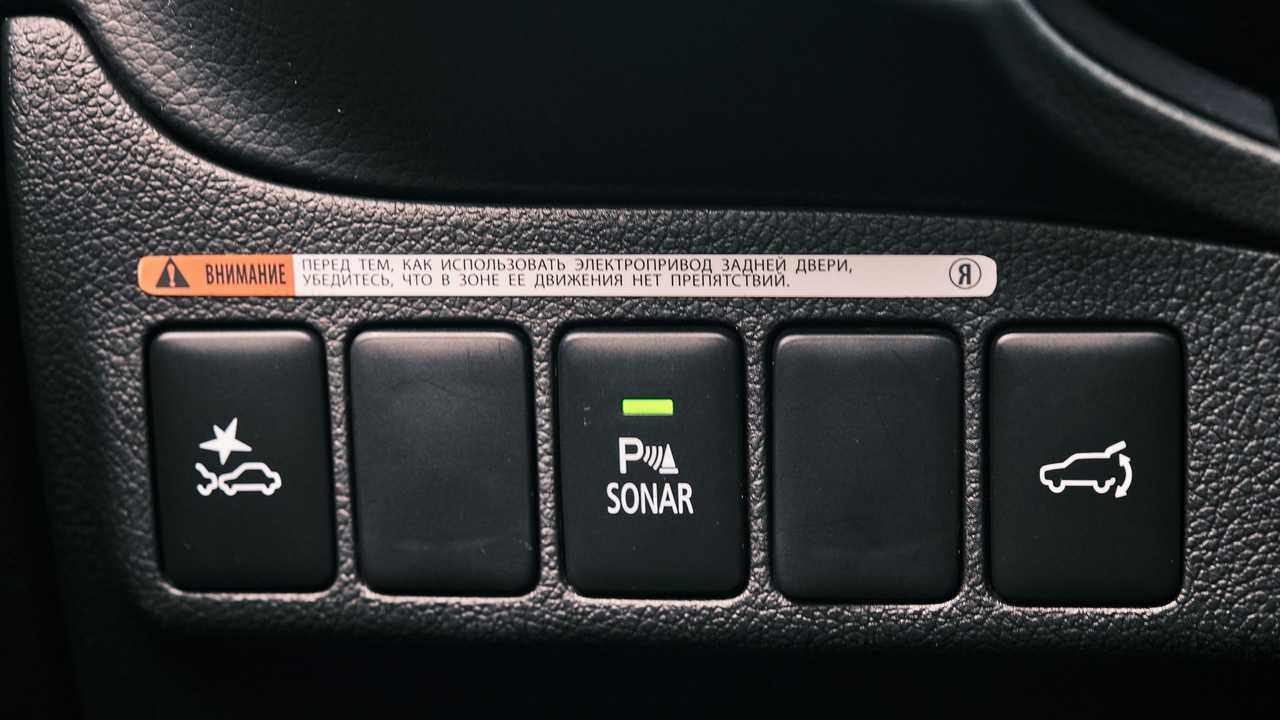 ВНИМАНИЕ
ПЕРЕД ТЕМ, КАК ИСПОЛЬЗОВАТЬ ЭЛЕКТРОПРИВОД ЗАДНЕЙ ДВЕРИ,
УБЕДИТЕСЬ, ЧТО В ЗОНЕ ЕЕ ДВИЖЕНИЯ НЕТ ПРЕПЯТСТВИЙ.
Я
P
SONAR